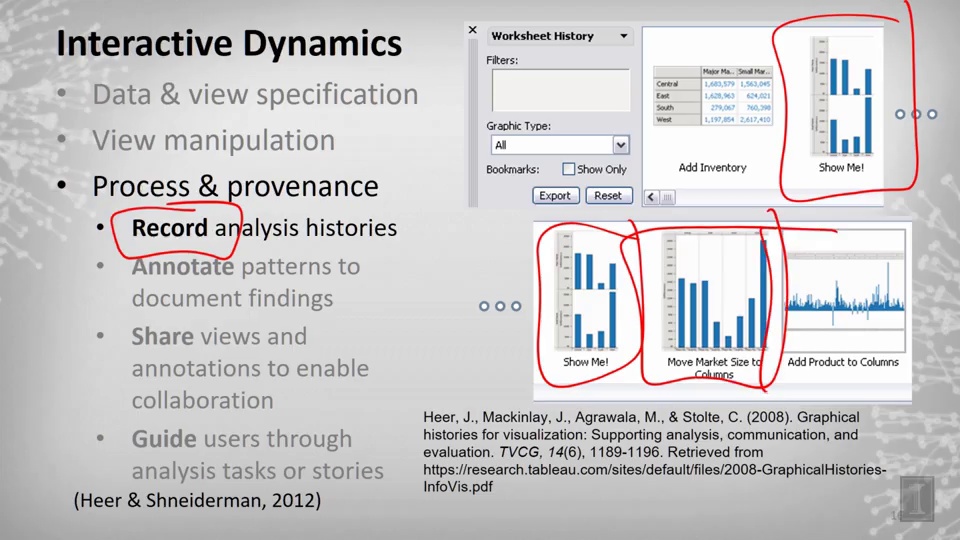 Interactive Dynamics
• Data & view specification
• View manipulation
• Process & provenance
• Record analysis histories
• Annotate patterns to
document findings
• Share views and
annotations to enable
collaboration
• Guide users through
analysis tasks or stories
(Heer & Shneiderman, 2012)
Worksheet History
Filters:
Graphic Type:
All
Bookmarks: Show Only
Export Reset
Major Ma... Small Mar...
Central 1,683,579 1,563,045
East 1,628,963 624,021
South 279,067 760,398
West 1,197,854 2,617,410
Add Inventory
Show Me!
Show Me!
Move Market Size to
Columns
Add Product to Columns
Heer, J., Mackinlay, J., Agrawala, M., & Stolte, C. (2008). Graphical
histories for visualization: Supporting analysis, communication, and
evaluation. TVCG, 14(6), 1189-1196. Retrieved from
https://research.tableau.com/sites/default/files/2008-GraphicalHistories-
InfoVis.pdf